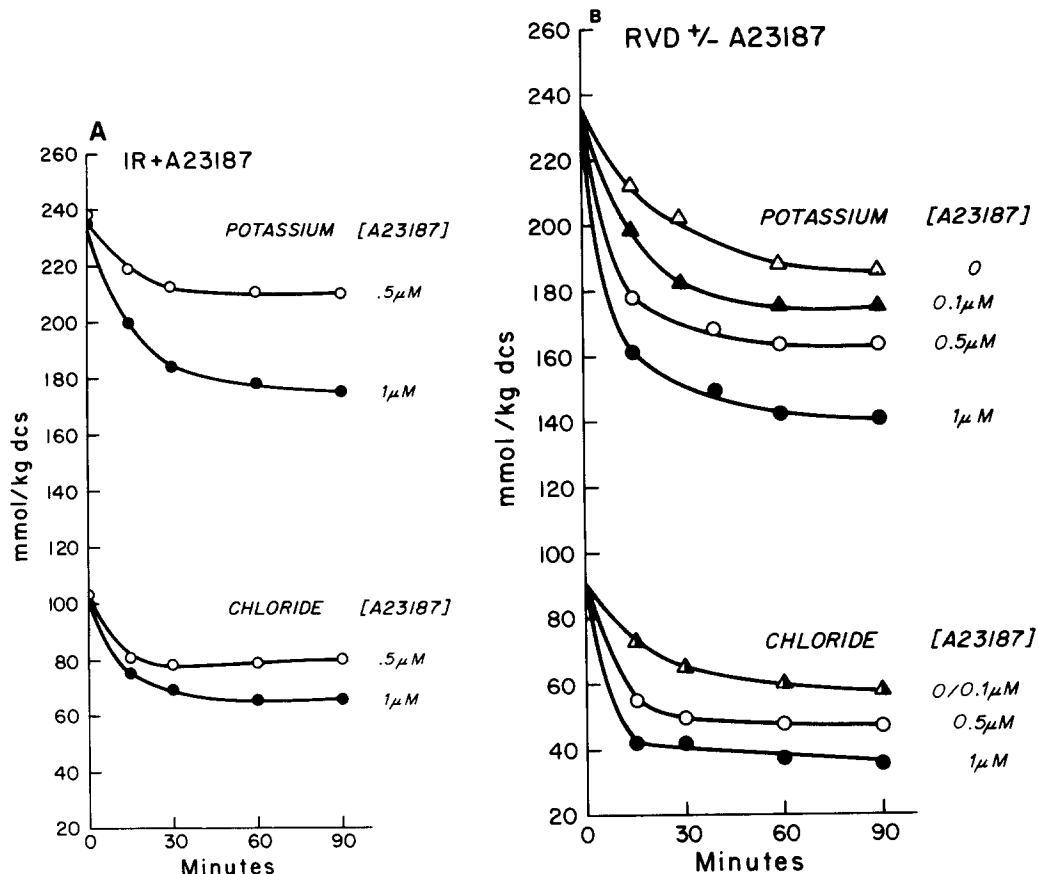 A
IR+A23187
260
240
220
200
180
160
140
120
100
80
60
40
20
mmol/kg dcs
POTASSIUM [A23187]
.5μM
1μM
CHLORIDE [A23187]
.5μM
1μM
0 30 60 90
Minutes
B
RVD +/- A23187
260
240
220
200
180
160
140
120
100
80
60
40
20
mmol/kg dcs
POTASSIUM [A23187]
0
0.1μM
0.5μM
1μM
CHLORIDE [A23187]
0/0.1μM
0.5μM
1μM
0 30 60 90
Minutes